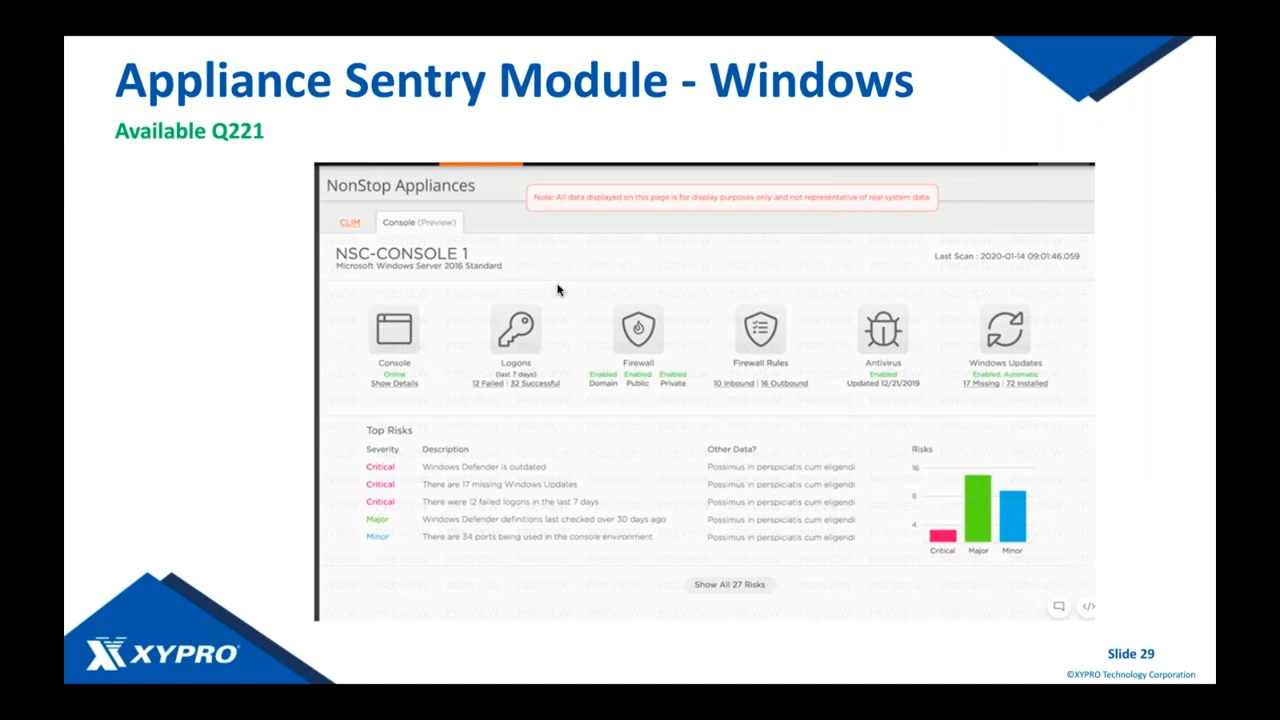 Appliance Sentry Module - Windows
Available Q221
NonStop Appliances
Note: All data displayed on this page is for display purposes only and not representative of real system data.
CLIM
Console (Preview)
NSC-CONSOLE 1
Microsoft Windows Server 2016 Standard
Last Scan : 2020-01-14 09:01:46.059
Console
Online
Show Details
Logons
(last 7 days)
12 Failed | 32 Successful
Firewall
Enabled Enabled Enabled
Domain Public Private
Firewall Rules
10 Inbound | 16 Outbound
Antivirus
Enabled
Updated 12/21/2019
Windows Updates
Enabled, Automatic
17 Missing | 72 Installed
Top Risks
Severity Description Other Data?
Critical Windows Defender is outdated Possimus in perspiciatis cum eligendi
Critical There are 17 missing Windows Updates Possimus in perspiciatis cum eligendi
Critical There were 12 failed logons in the last 7 days Possimus in perspiciatis cum eligendi
Major Windows Defender definitions last checked over 30 days ago Possimus in perspiciatis cum eligendi
Minor There are 34 ports being used in the console environment Possimus in perspiciatis cum eligendi
Risks
16
8
4
Critical Major Minor
Show All 27 Risks
XYPRO
Slide 29
©XYPRO Technology Corporation